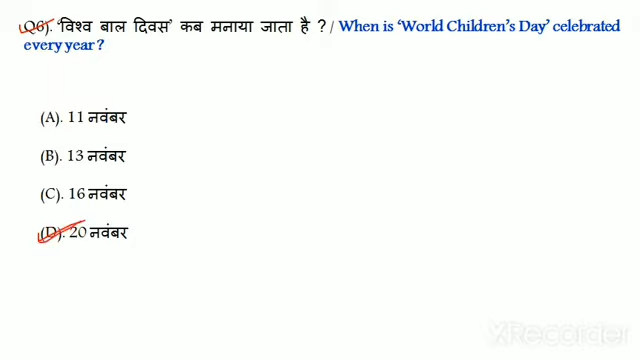 Q6). ‘विश्व बाल दिवस’ कब मनाया जाता है ? / When is ‘World Children’s Day’ celebrated
every year ?
(A). 11 नवंबर
(B). 13 नवंबर
(C). 16 नवंबर
(D). 20 नवंबर
XRecorder